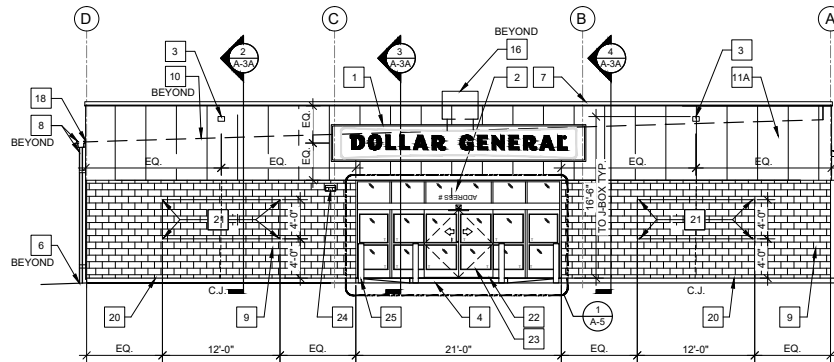 D
C
B
A
BEYOND
3
2
A-3A
3
A-3A
16
4
A-3A
3
10
BEYOND
1
2
7
11A
18
8
BEYOND
EQ.
EQ.
DOLLAR GENERAL
EQ.
EQ.
EQ.
EQ.
ADDRESS #
16'-6"
TO J-BOX TYP.
21
21
4'-0"
4'-0"
4'-0"
4'-0"
6
BEYOND
C.J.
C.J.
20
9
24
25
4
22
23
1
A-5
20
9
EQ.
12'-0"
EQ.
21'-0"
EQ.
12'-0"
EQ.